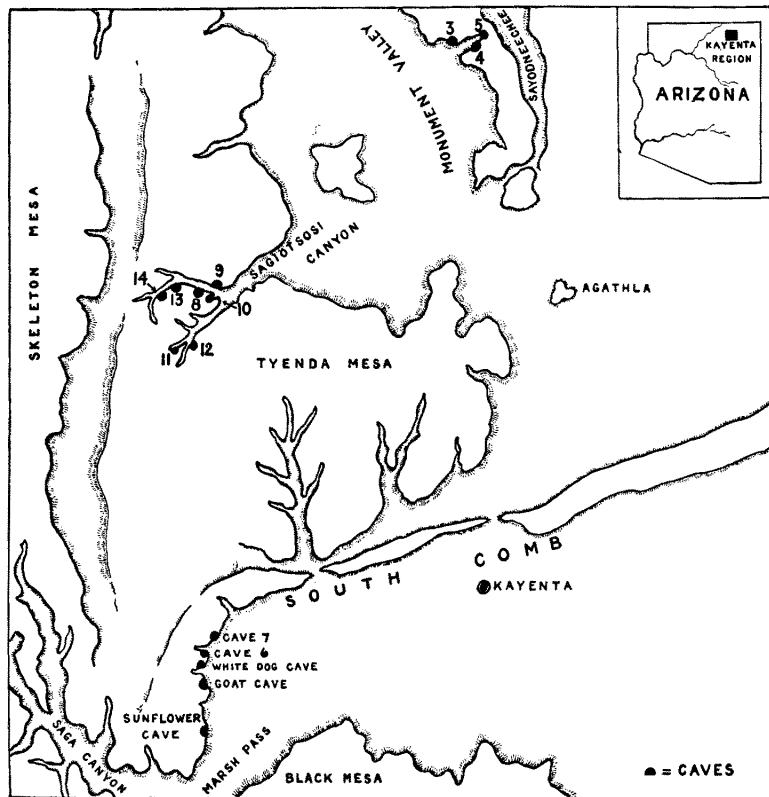 3
5
4
MONUMENT VALLEY
SAYODNEECHEE
KAYENTA
REGION
ARIZONA
SKELETON MESA
SAGIOTSOSI
CANYON
14
9
13
8
10
11
12
AGATHLA
TYENDA MESA
SOUTH COMB
KAYENTA
CAVE 7
CAVE 6
WHITE DOG CAVE
GOAT CAVE
SUNFLOWER
CAVE
SAGA CANYON
MARSH PASS
BLACK MESA
= CAVES